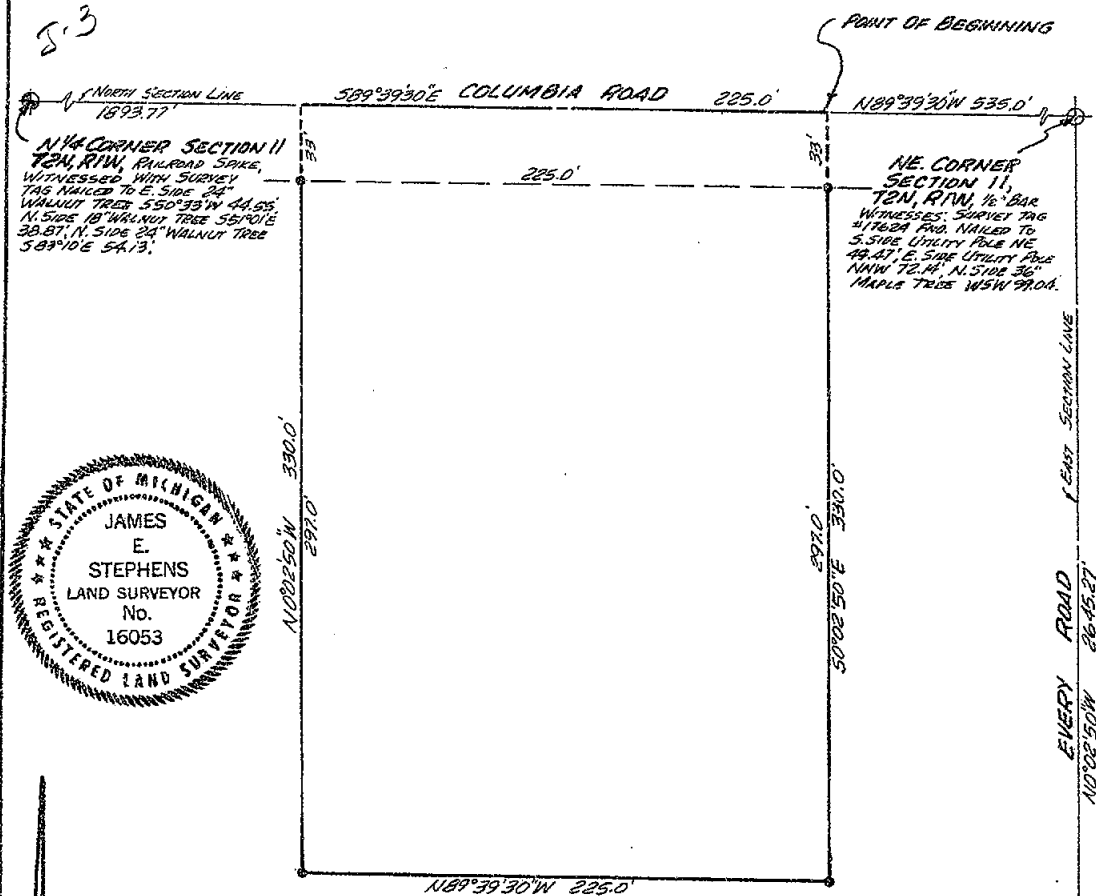 J-3
POINT OF BEGINNING
NORTH SECTION LINE
1893.77'
S89°39'30"E COLUMBIA ROAD 225.0'
N89°39'30"W 535.0'
N 1/4 CORNER SECTION 11
T2N, R1W, RAILROAD SPIKE,
WITNESSED WITH SURVEY
TAG NAILED TO E. SIDE 24"
WALNUT TREE S50°33'W 44.55',
N. SIDE 18" WALNUT TREE S51°01'E
38.87', N. SIDE 24" WALNUT TREE
S83°10'E 54.13'.
33'
225.0'
33'
NE. CORNER
SECTION 11,
T2N, R1W, 1/2" BAR
WITNESSES: SURVEY TAG
#17624 FND. NAILED TO
S. SIDE UTILITY POLE NE
49.47', E. SIDE UTILITY POLE
NNW 72.14', N. SIDE 36"
MAPLE TREE WSW 99.04.
EAST SECTION LINE
N0°02'50"W 330.0'
297.0'
297.0'
S0°02'50"E 330.0'
STATE OF MICHIGAN
JAMES
E.
STEPHENS
LAND SURVEYOR
No.
16053
REGISTERED LAND SURVEYOR
EVERY ROAD
N0°02'50"W 2645.27'
N89°39'30"W 225.0'